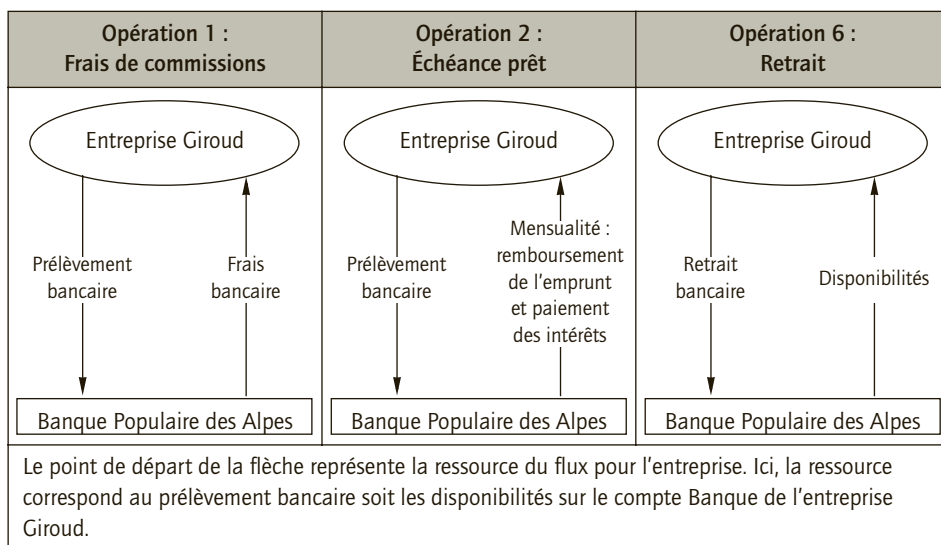 Opération 1 :
Frais de commissions
Opération 2 :
Échéance prêt
Opération 6 :
Retrait
Entreprise Giroud
Prélèvement
bancaire
Frais
bancaire
Banque Populaire des Alpes
Entreprise Giroud
Prélèvement
bancaire
Mensualité :
remboursement
de l'emprunt
et paiement
des intérêts
Banque Populaire des Alpes
Entreprise Giroud
Retrait
bancaire
Disponibilités
Banque Populaire des Alpes
Le point de départ de la flèche représente la ressource du flux pour l'entreprise. Ici, la ressource
correspond au prélèvement bancaire soit les disponibilités sur le compte Banque de l'entreprise
Giroud.